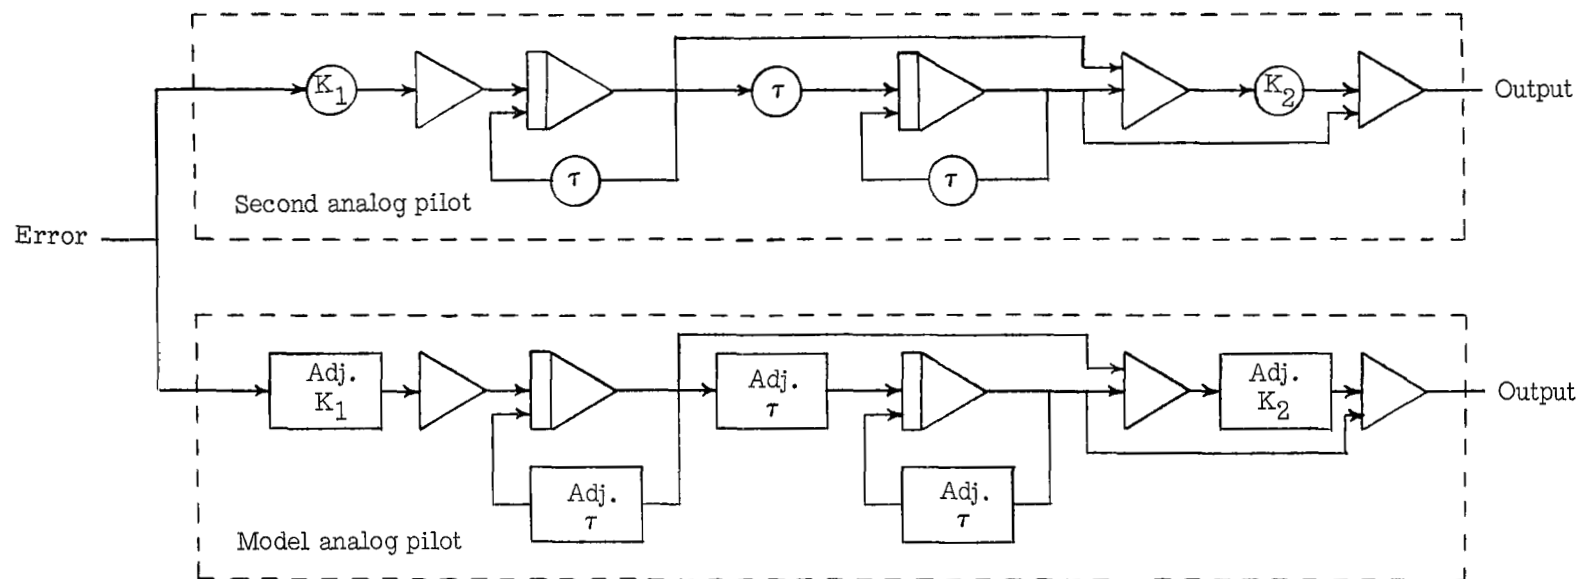 K1
τ
K2
Output
τ
τ
Second analog pilot
Error
Adj.
K1
Adj.
τ
Adj.
K2
Output
Adj.
τ
Adj.
τ
Model analog pilot